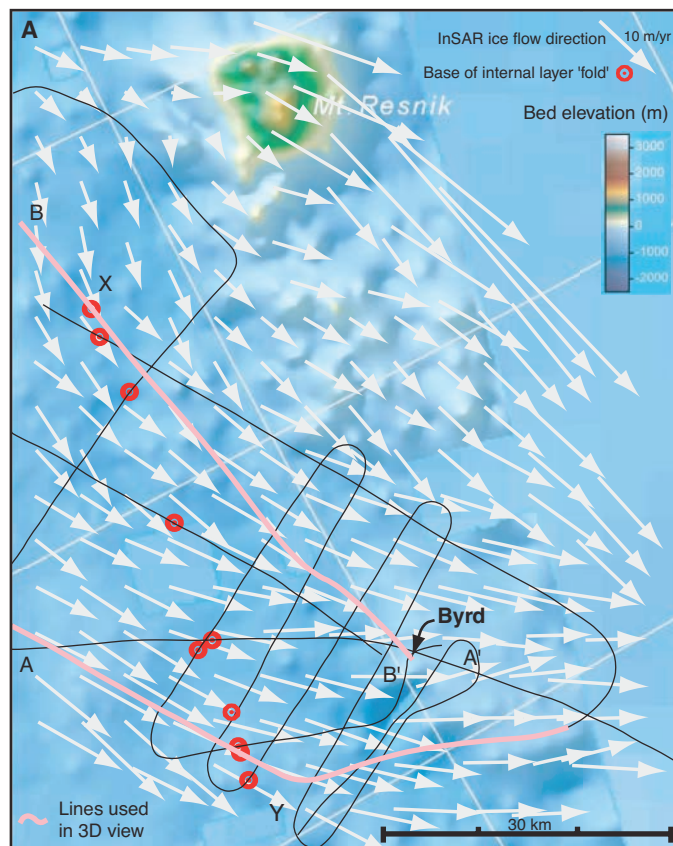 A
InSAR ice flow direction
10 m/yr
Base of internal layer 'fold'
Bed elevation (m)
3000
2000
1000
0
-1000
-2000
Mt. Resnik
B
X
Byrd
A
B'
A'
Y
Lines used
in 3D view
30 km